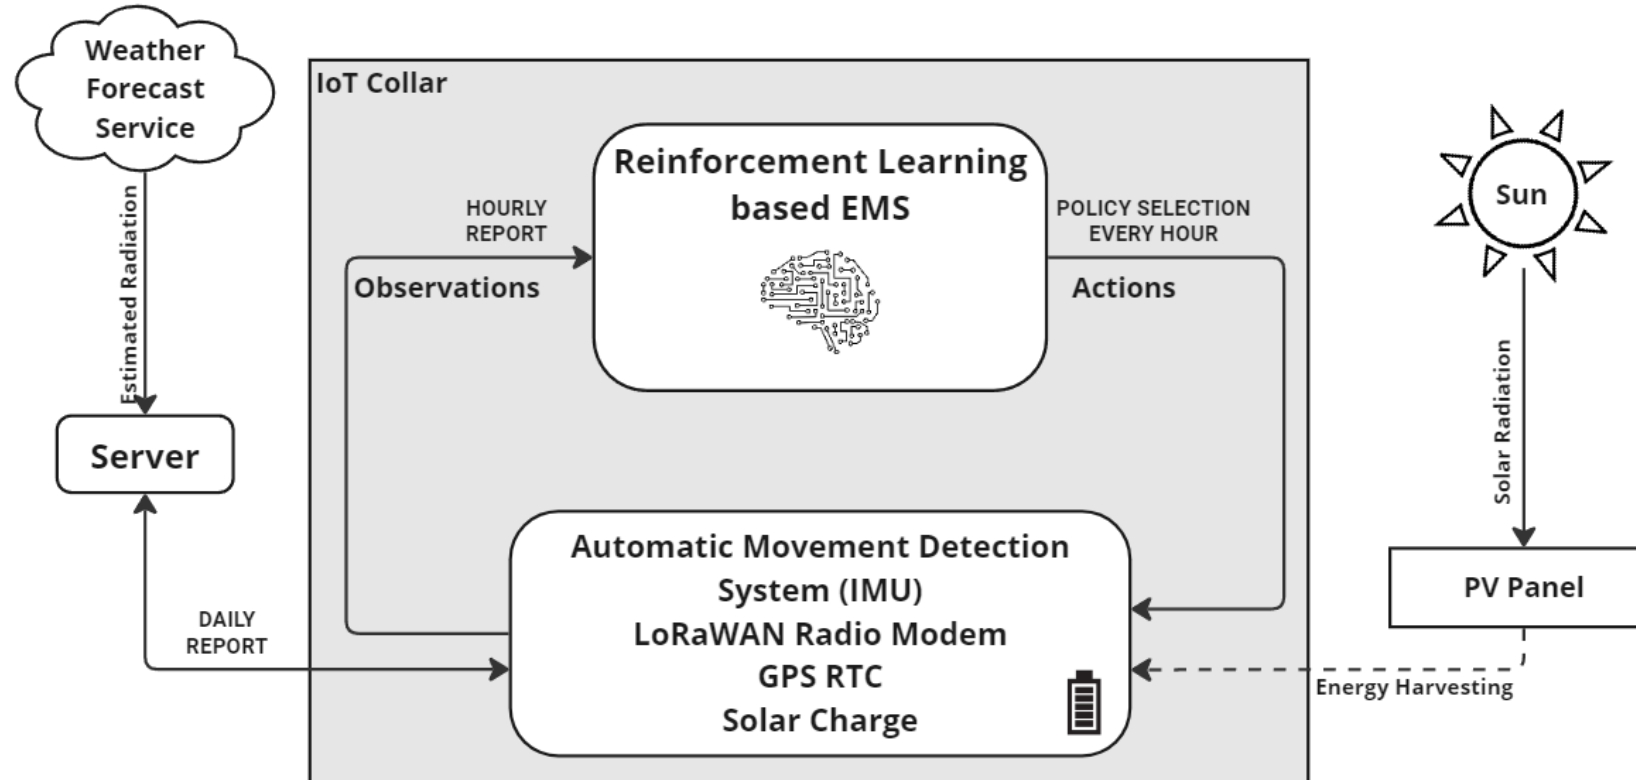 Weather
Forecast
Service
Estimated Radiation
Server
DAILY
REPORT
IoT Collar
HOURLY
REPORT
Observations
Reinforcement Learning
based EMS
POLICY SELECTION
EVERY HOUR
Actions
Automatic Movement Detection
System (IMU)
LoRaWAN Radio Modem
GPS RTC
Solar Charge
Sun
Solar Radiation
PV Panel
Energy Harvesting